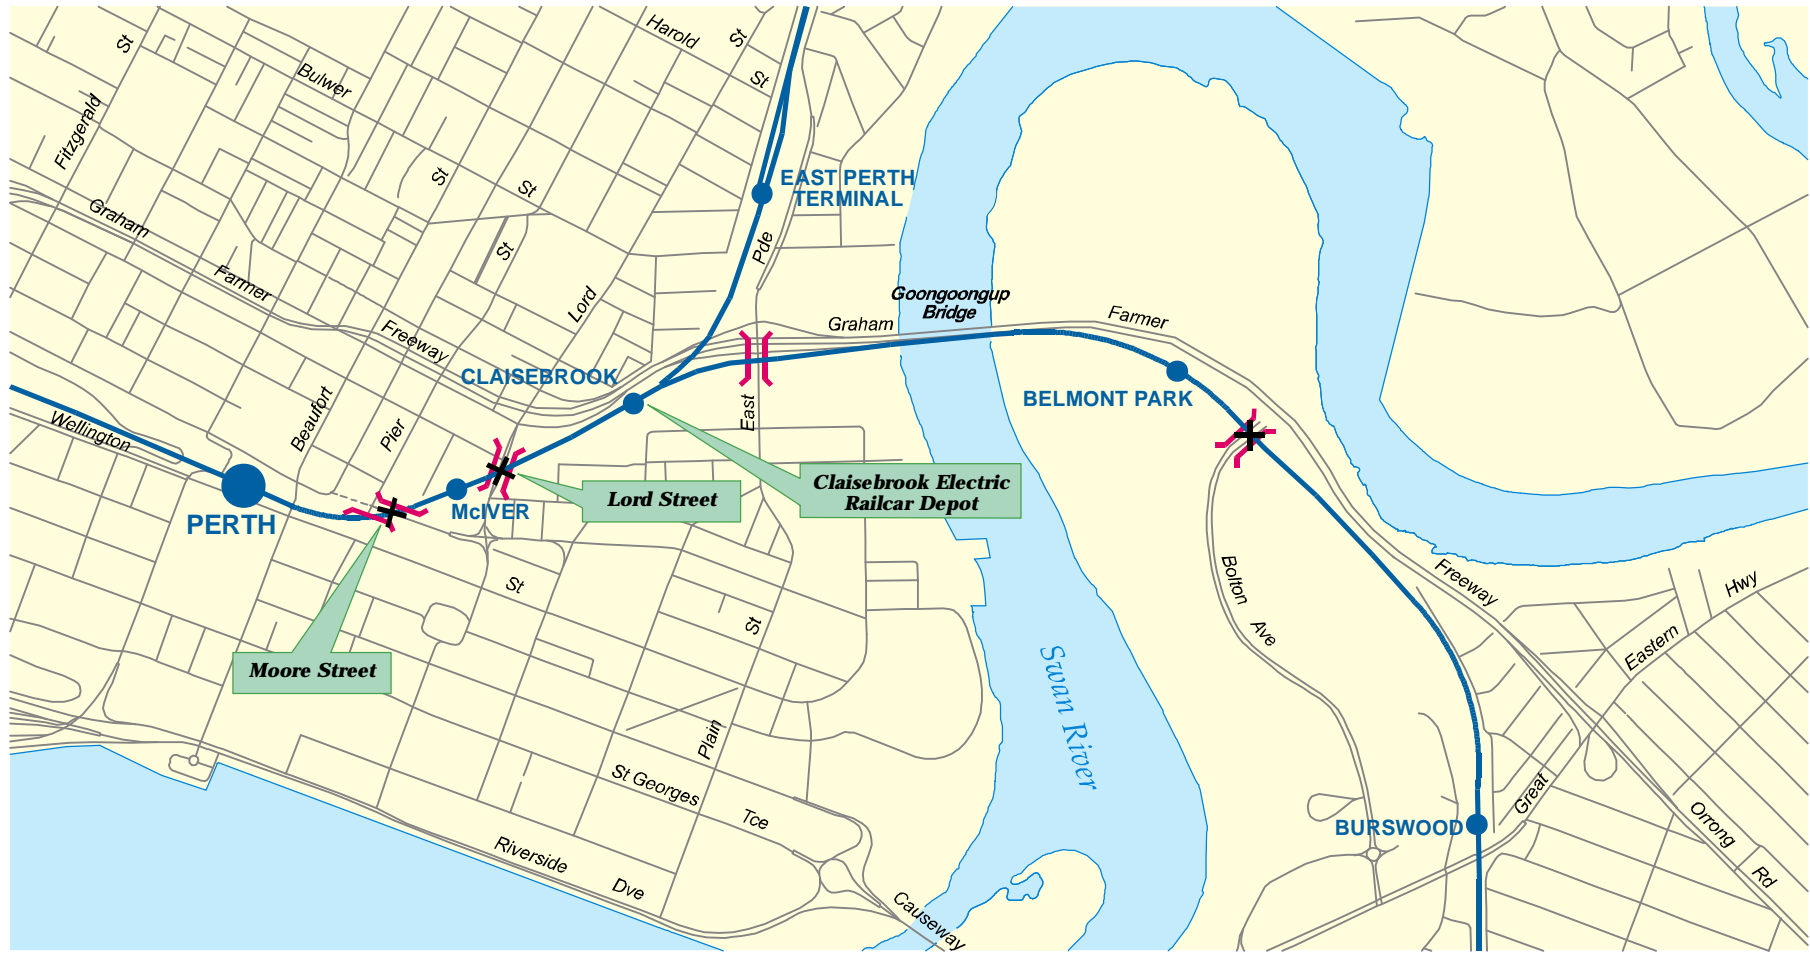 Harold
St
St
St
Bulwer
Fitzgerald
St
St
EAST PERTH
TERMINAL
Graham
St
Pde
Farmer
Lord
Goongoongup
Bridge
Graham
Farmer
Freeway
CLAISEBROOK
BELMONT PARK
Beaufort
East
Wellington
Pier
Claisebrook Electric
Railcar Depot
Lord Street
McIVER
PERTH
St
Bolton
Ave
Freeway
Hwy
St
Eastern
Moore Street
Swan River
Plain
St Georges
Tce
Great
Orrong
Rd
BURSWOOD
Riverside
Dve
Causeway